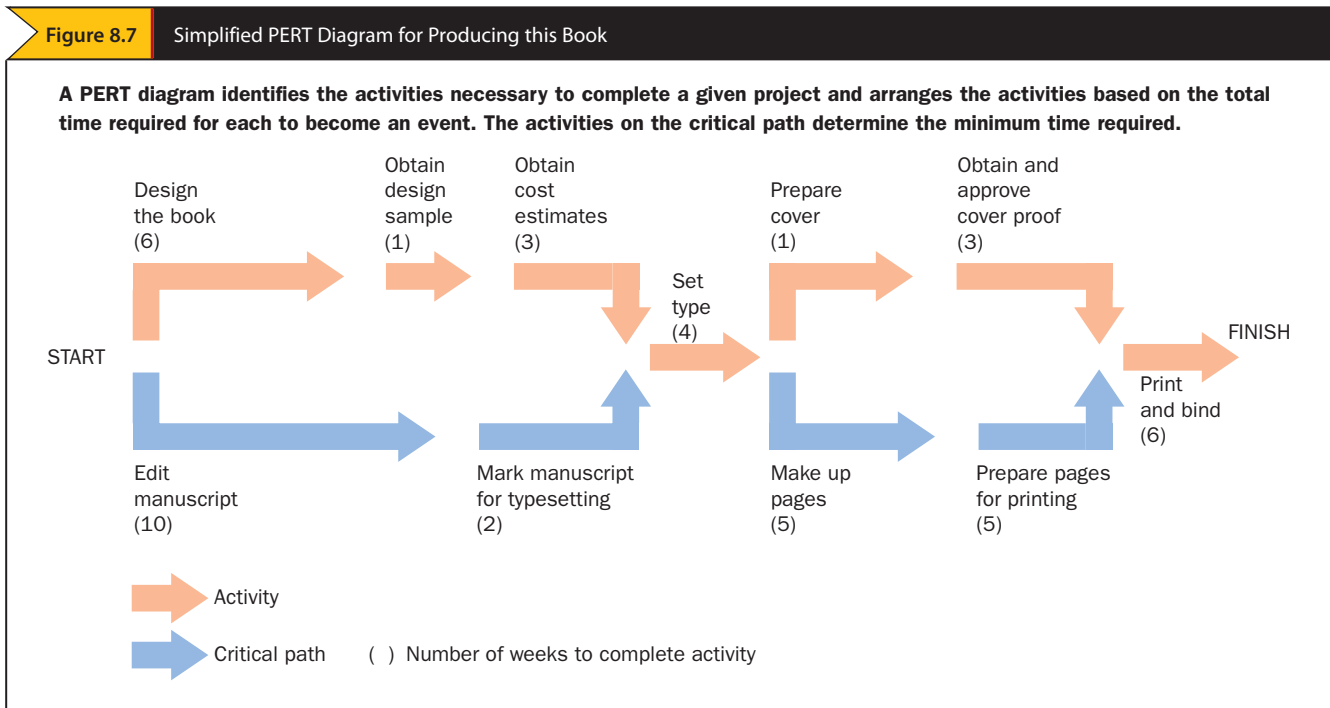 Figure 8.7 Simplified PERT Diagram for Producing this Book
A PERT diagram identifies the activities necessary to complete a given project and arranges the activities based on the total
time required for each to become an event. The activities on the critical path determine the minimum time required.
Design
the book
(6)
Obtain
design
sample
(1)
Obtain
cost
estimates
(3)
Set
type
(4)
Prepare
cover
(1)
Obtain and
approve
cover proof
(3)
START
FINISH
Edit
manuscript
(10)
Mark manuscript
for typesetting
(2)
Make up
pages
(5)
Prepare pages
for printing
(5)
Print
and bind
(6)
Activity
Critical path ( ) Number of weeks to complete activity